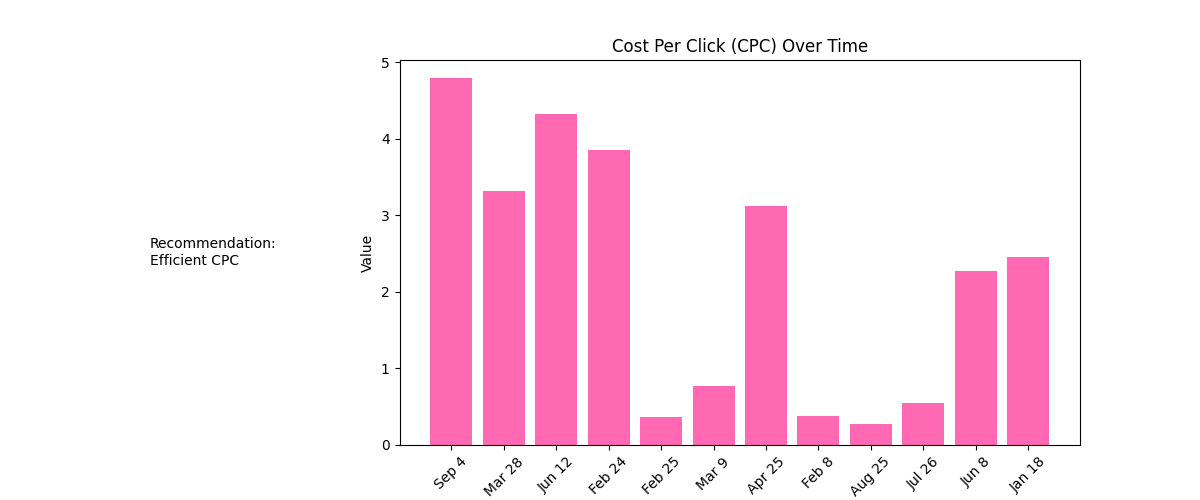 Cost Per Click (CPC) Over Time
Recommendation:
Efficient CPC
Value
5
4
3
2
1
0
Sep 4
Mar 28
Jun 12
Feb 24
Feb 25
Mar 9
Apr 25
Feb 8
Aug 25
Jul 26
Jun 8
Jan 18